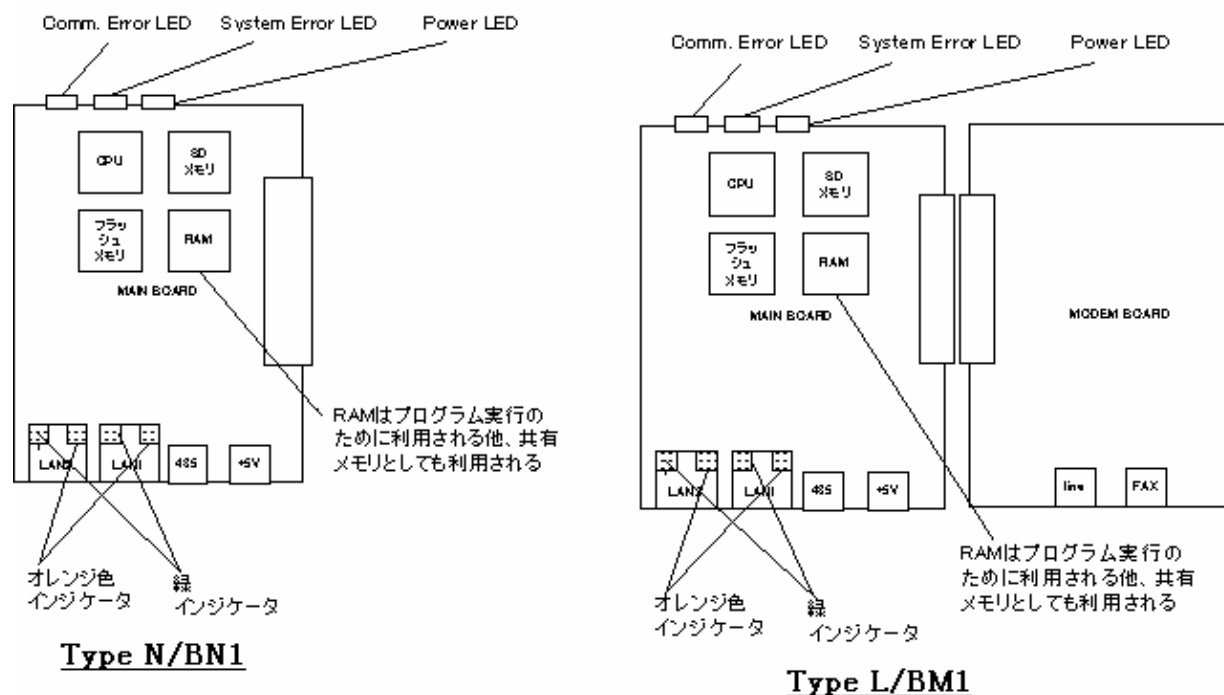 Comm. Error LED
System Error LED
Power LED
CPU
SD
メモリ
フラッ
シュ
メモリ
RAM
MAIN BOARD
RAMはプログラム実行の
ために利用される他、共有
メモリとしても利用される
LAN2
LAN1
485
+5V
オレンジ色
インジケータ
緑
インジケータ
Type N/BN1
Comm. Error LED
System Error LED
Power LED
CPU
SD
メモリ
フラッ
シュ
メモリ
RAM
MAIN BOARD
MODEM BOARD
LAN2
LAN1
485
+5V
line
FAX
RAMはプログラム実行の
ために利用される他、共有
メモリとしても利用される
オレンジ色
インジケータ
緑
インジケータ
Type L/BM1